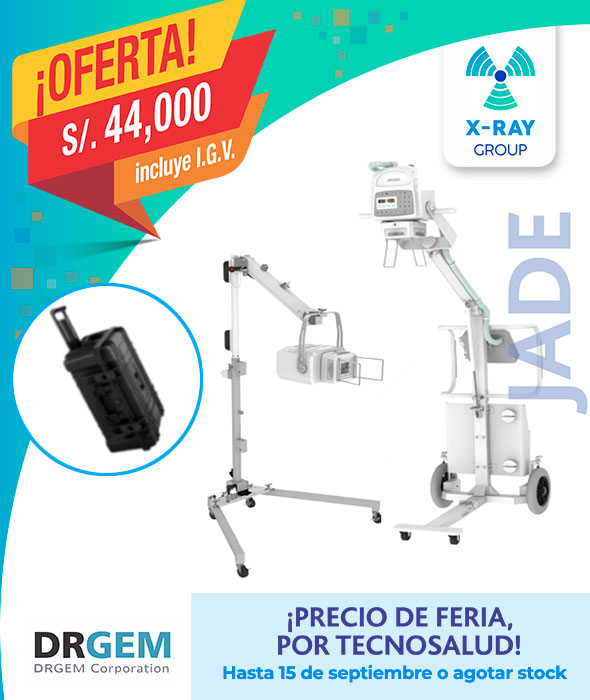 ¡OFERTA!
S/. 44,000
incluye I.G.V.
X-RAY
GROUP
DRGEM
JADE
DRGEM
DRGEM Corporation
¡PRECIO DE FERIA,
POR TECNOSALUD!
Hasta 15 de septiembre o agotar stock